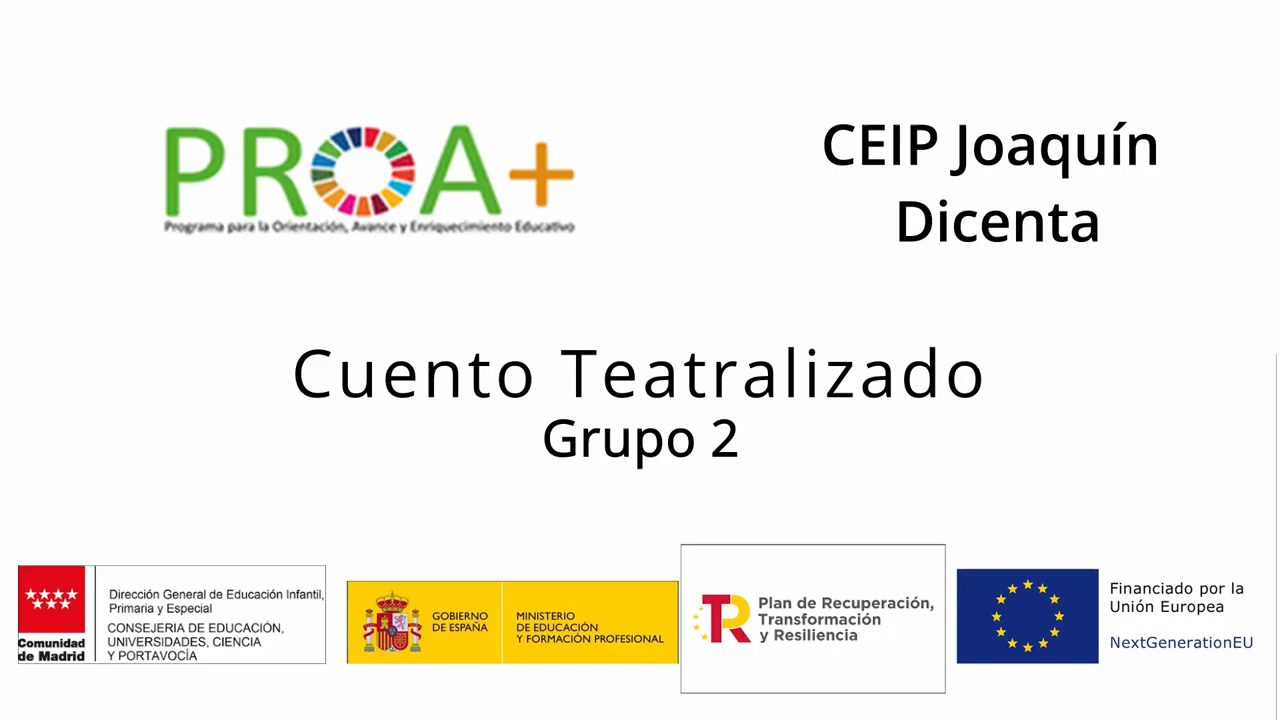 PROA+
Programa para la Orientación, Avance y Enriquecimiento Educativo
CEIP Joaquín
Dicenta
Cuento Teatralizado
Grupo 2
Comunidad
de Madrid
Dirección General de Educación Infantil,
Primaria y Especial
CONSEJERIA DE EDUCACIÓN,
UNIVERSIDADES, CIENCIA
Y PORTAVOCÍA
GOBIERNO
DE ESPAÑA
MINISTERIO
DE EDUCACIÓN
Y FORMACIÓN PROFESIONAL
TR
Plan de Recuperación,
Transformación
y Resiliencia
Financiado por la
Unión Europea
NextGenerationEU